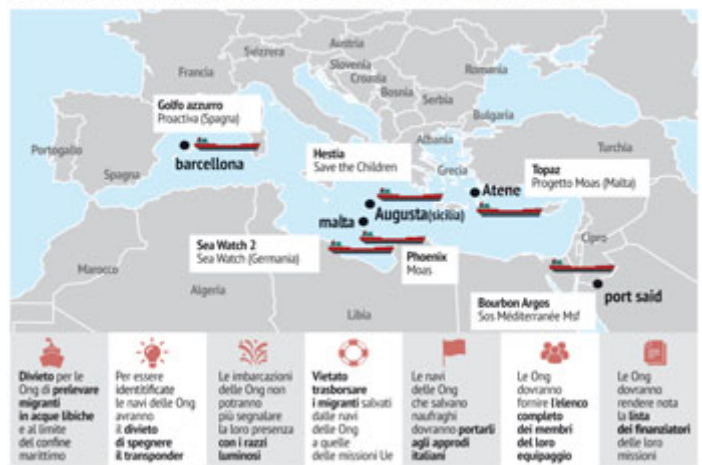 Austria
Svizzera
Slovenia
Francia
Croazia
Romania
Bosnia
Serbia
Golfo azzurro
Proactiva (Spagna)
Bulgaria
Portogallo
barcellona
Hestia
Save the Children
Albania
Turchia
Spagna
Grecia
Topaz
Progetto Moas (Malta)
Atene
Augusta(sicilia)
malta
Cipro
Sea Watch 2
Sea Watch (Germania)
Phoenix
Moas
Marocco
Algeria
Libia
Bourbon Argos
Sos Méditerranée Msf
port said
Divieto per le
Ong di prelevare
migranti
in acque libiche
e al limite
del confine
marittimo
Per essere
identitificate
le navi delle Ong
avranno
il divieto
di spegnere
il transponder
Le imbarcazioni
delle Ong non
potranno
più segnalare
la loro presenza
con i razzi
luminosi
Vietato
trasborsare
i migranti salvati
dalle navi
delle Ong
a quelle
delle missioni Ue
Le navi
delle Ong
che salvano
naufraghi
dovranno portarli
agli approdi
italiani
Le Ong
dovranno
fornire l'elenco
completo
dei membri
del loro
equipaggio
Le Ong
dovranno
rendere nota
la lista
dei finanziatori
delle loro
missioni